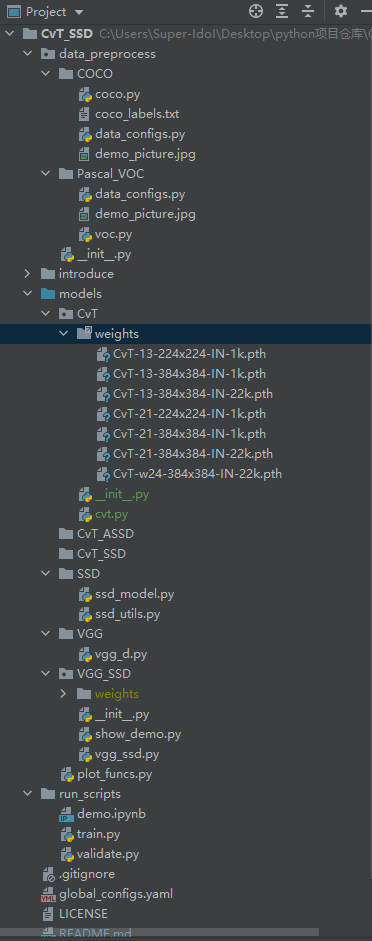 Project
CvT_SSD C:\Users\Super-Idol\Desktop\python项目仓库\
data_preprocess
COCO
coco.py
coco_labels.txt
data_configs.py
demo_picture.jpg
Pascal_VOC
data_configs.py
demo_picture.jpg
voc.py
__init__.py
introduce
models
CvT
weights
CvT-13-224x224-IN-1k.pth
CvT-13-384x384-IN-1k.pth
CvT-13-384x384-IN-22k.pth
CvT-21-224x224-IN-1k.pth
CvT-21-384x384-IN-1k.pth
CvT-21-384x384-IN-22k.pth
CvT-w24-384x384-IN-22k.pth
__init__.py
cvt.py
CvT_ASSD
CvT_SSD
SSD
ssd_model.py
ssd_utils.py
VGG
vgg_d.py
VGG_SSD
weights
__init__.py
show_demo.py
vgg_ssd.py
plot_funcs.py
run_scripts
demo.ipynb
train.py
validate.py
.gitignore
global_configs.yaml
LICENSE
README.md